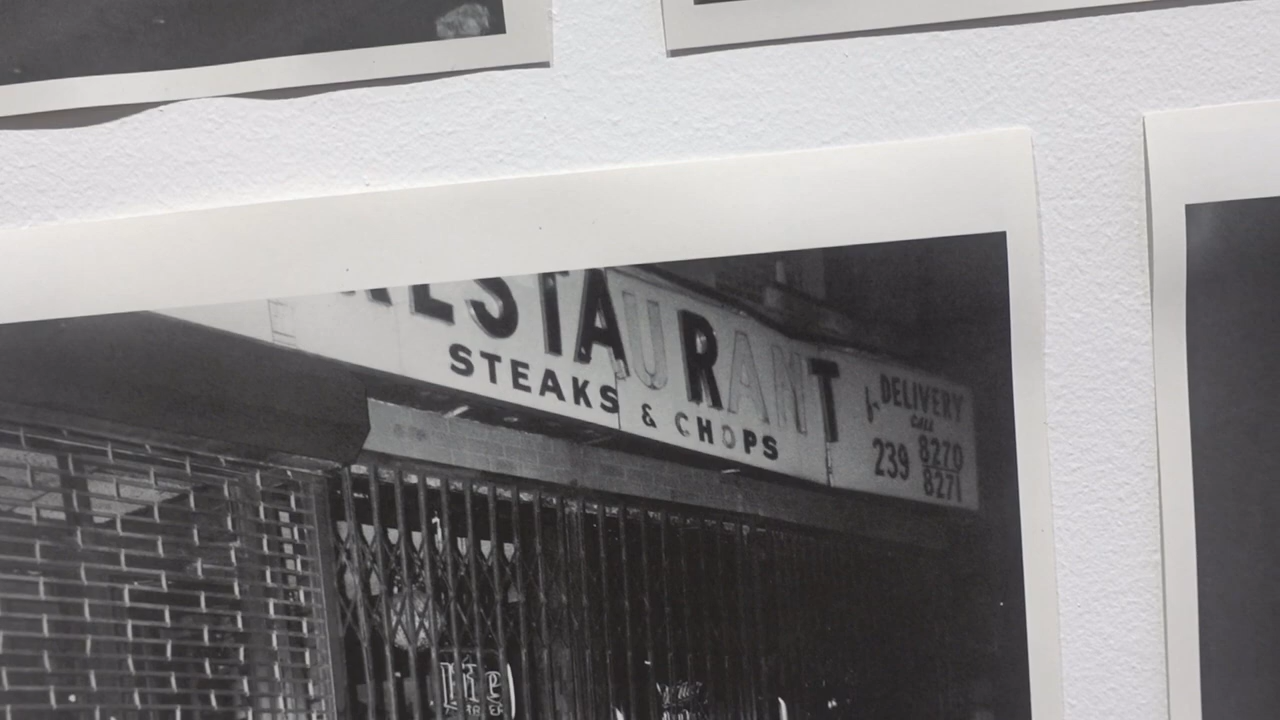 RESTAURANT
STEAKS & CHOPS
DELIVERY
CALL
239 8270
8271